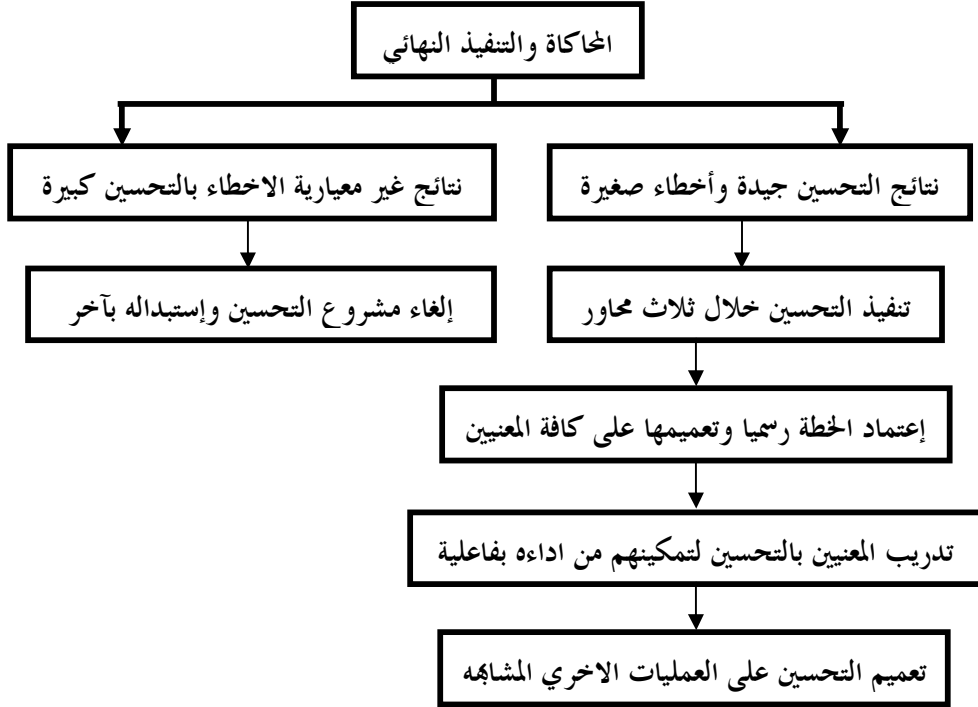 المحاكاة والتنفيذ النهائي
نتائج التحسين جيدة وأخطاء صغيرة
نتائج غير معيارية الاخطاء بالتحسين كبيرة
تنفيذ التحسين خلال ثلاث محاور
إلغاء مشروع التحسين وإستبداله بآخر
إعتماد الخطة رسميا وتعميمها على كافة المعنيين
تدريب المعنيين بالتحسين لتمكينهم من اداءه بفاعلية
تعميم التحسين على العمليات الاخري المشابهه